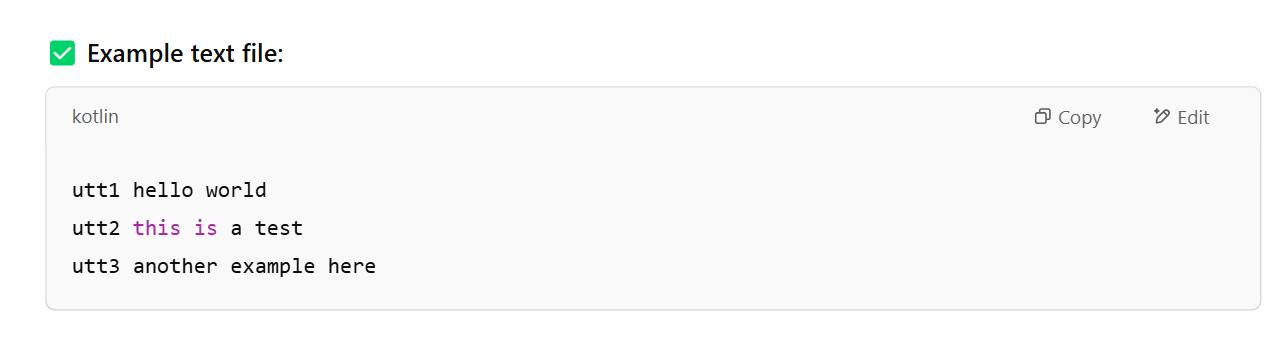 ✅ Example text file:
kotlin
Copy
Edit
utt1 hello world
utt2 this is a test
utt3 another example here